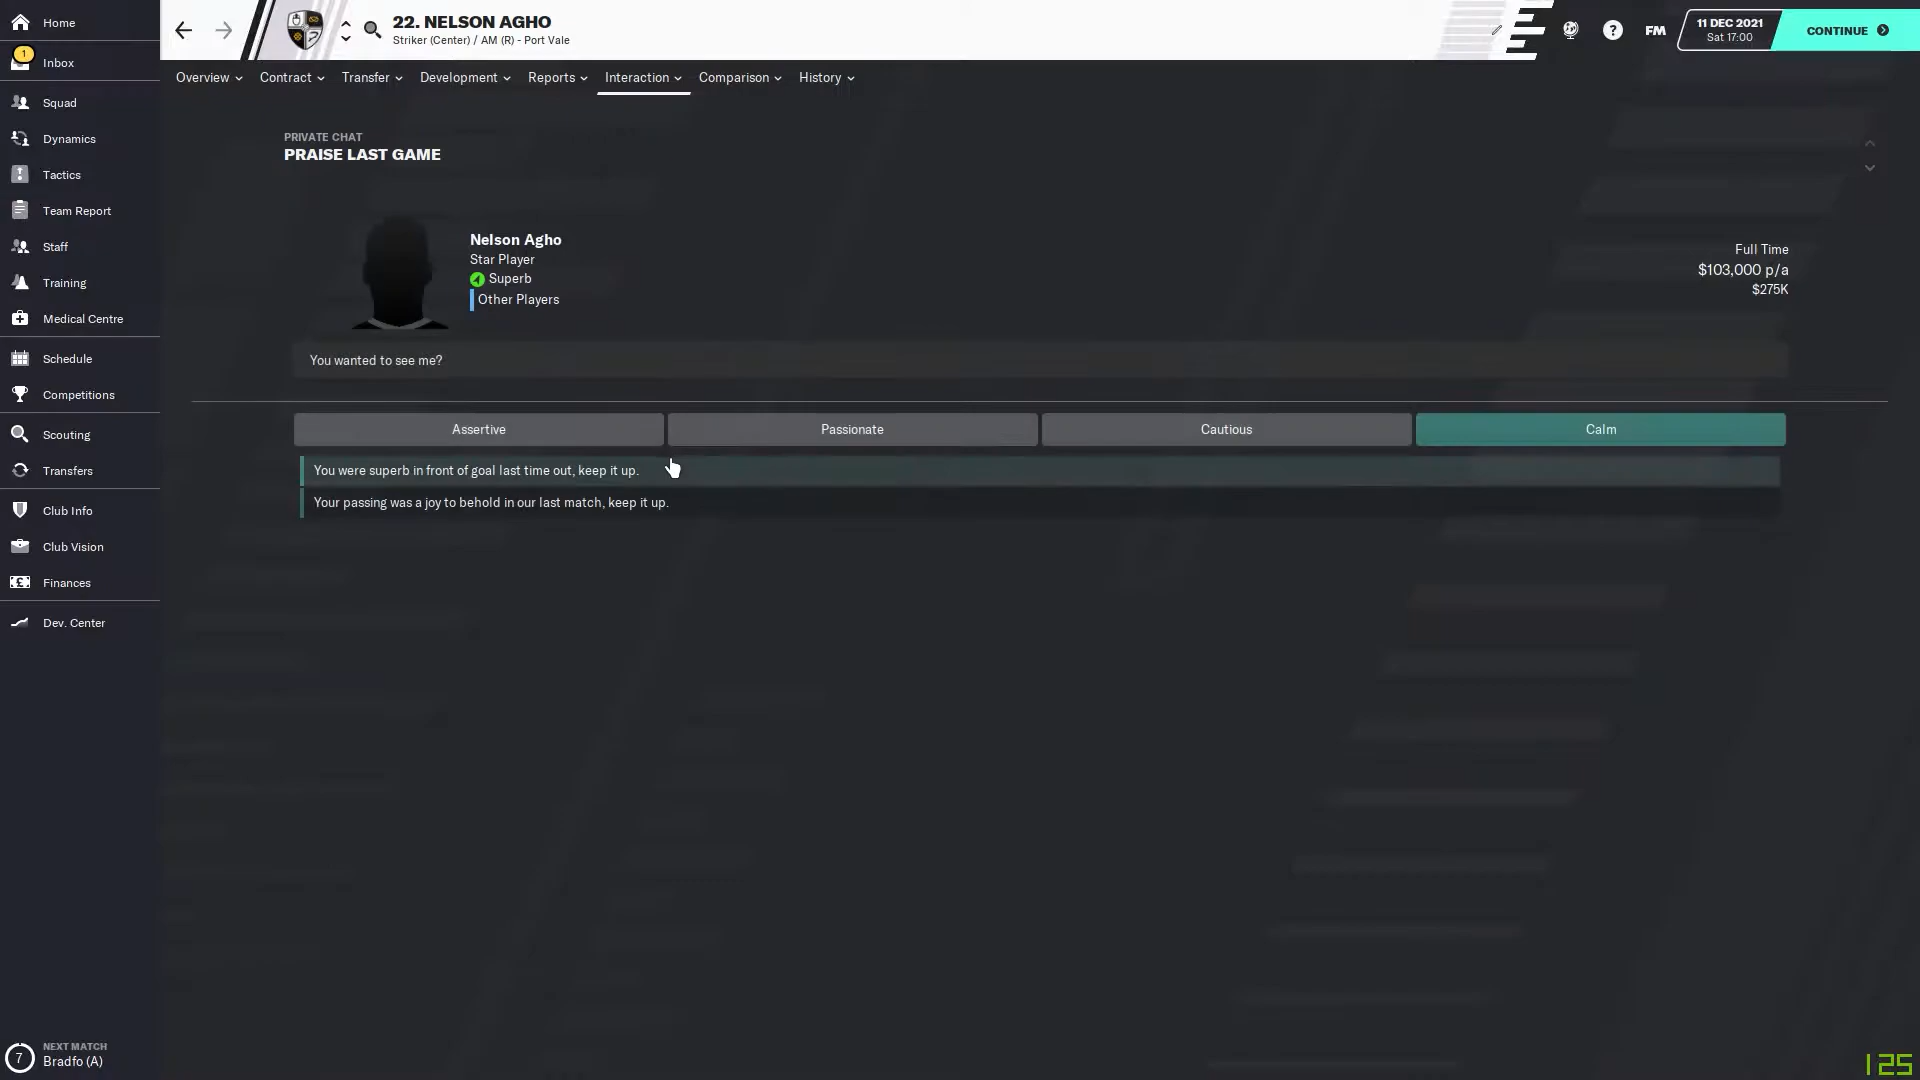 Home
1
Inbox
Squad
Dynamics
Tactics
Team Report
Staff
Training
Medical Centre
Schedule
Competitions
Scouting
Transfers
Club Info
Club Vision
Finances
Dev. Center
7
NEXT MATCH
Bradfo (A)
22. NELSON AGHO
Striker (Center) / AM (R) - Port Vale
?
FM
11 DEC 2021
Sat 17:00
CONTINUE
Overview
Contract
Transfer
Development
Reports
Interaction
Comparison
History
PRIVATE CHAT
PRAISE LAST GAME
Nelson Agho
Star Player
Superb
Other Players
Full Time
$103,000 p/a
$275K
You wanted to see me?
Assertive
Passionate
Cautious
Calm
You were superb in front of goal last time out, keep it up.
Your passing was a joy to behold in our last match, keep it up.
125